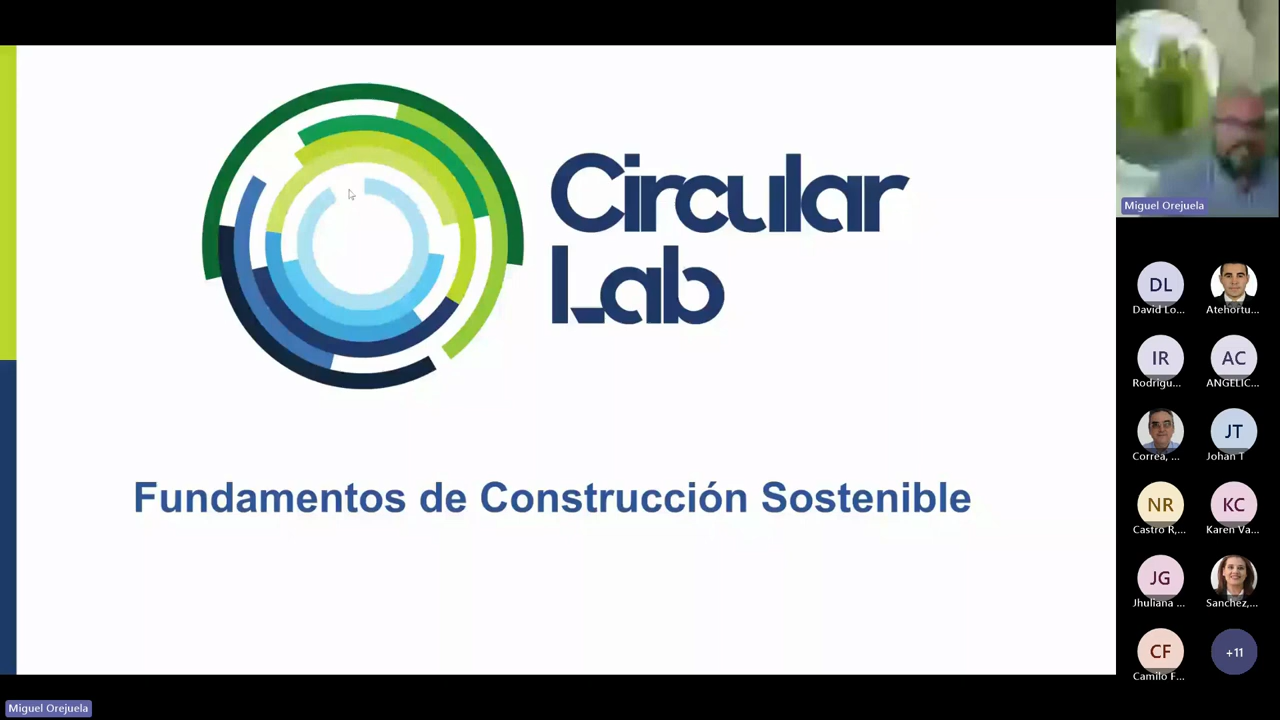 Circular
Lab
Fundamentos de Construcción Sostenible
Miguel Orejuela
DL
David Lo...
Atehortu...
IR
Rodrigu...
AC
ANGELIC...
Correa, ...
JT
Johan T
NR
Castro R,...
KC
Karen Va...
JG
Jhuliana ...
Sanchez,...
CF
Camilo F...
+11
Miguel Orejuela